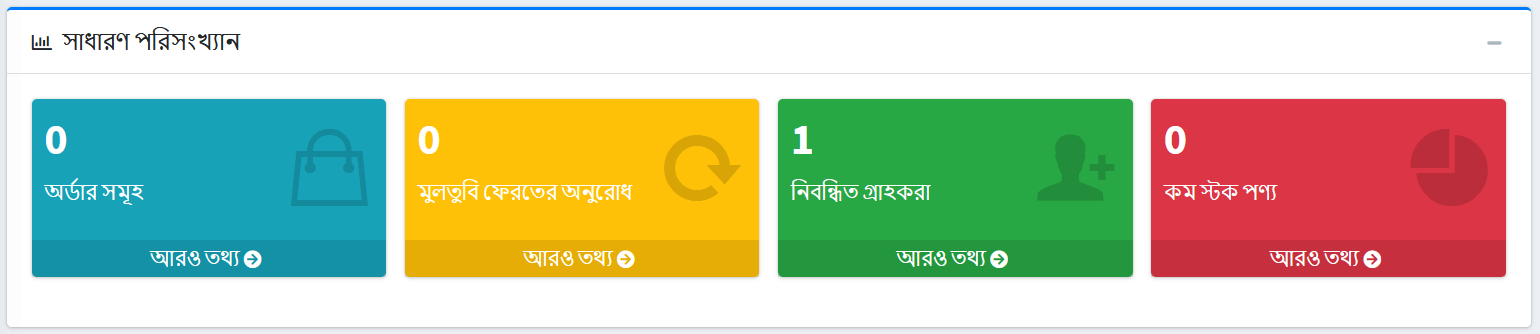 সাধারণ পরিসংখ্যান
0
অর্ডার সমূহ
আরও তথ্য
0
মুলতুবি ফেরতের অনুরোধ
আরও তথ্য
1
নিবন্ধিত গ্রাহকরা
আরও তথ্য
0
কম স্টক পণ্য
আরও তথ্য